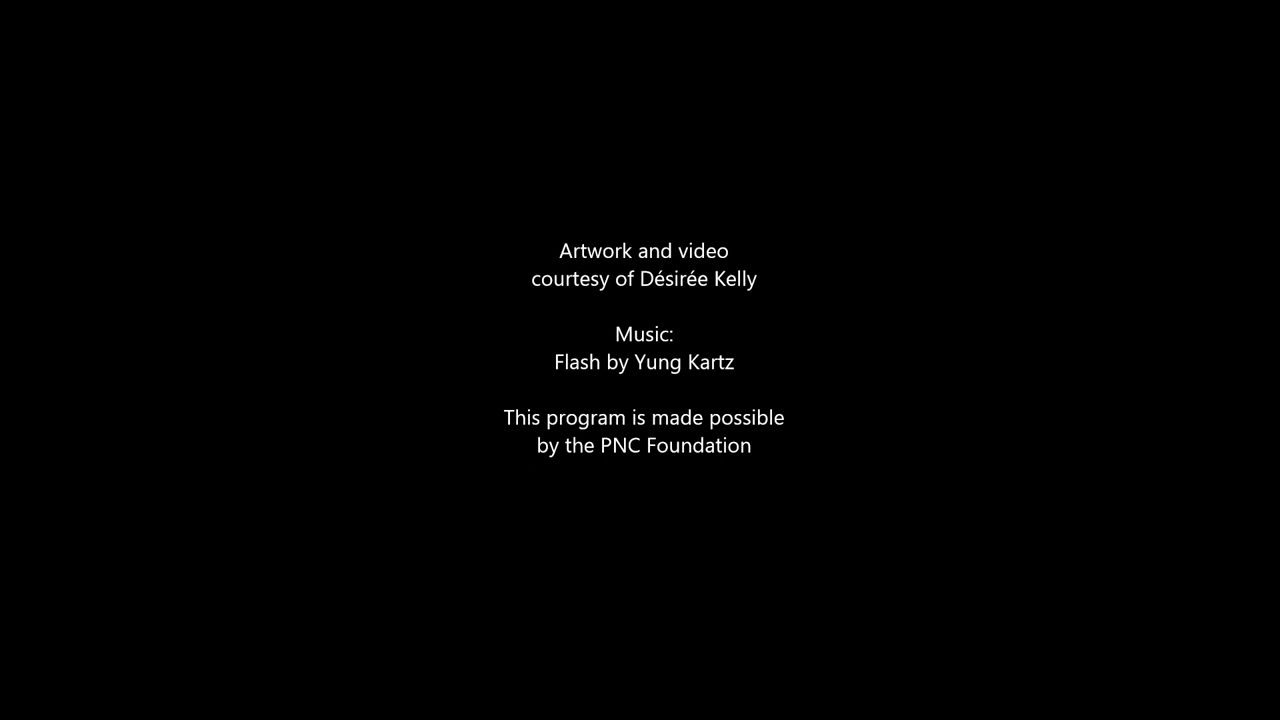 Artwork and video
courtesy of Désirée Kelly
Music:
Flash by Yung Kartz
This program is made possible
by the PNC Foundation